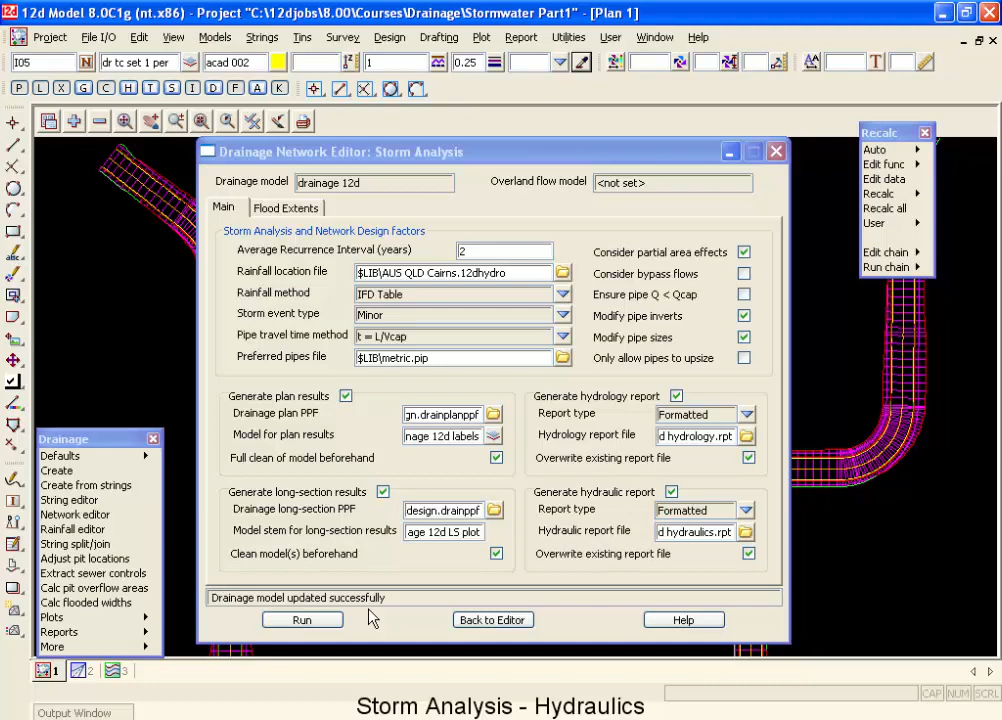 12d Model 8.0C1g (nt.x86) - Project "C:\12djobs\8.00\Courses\Drainage\Stormwater Part1" - [Plan 1]
Project File I/O Edit View Models Strings Tins Survey Design Drafting Plot Report Utilities User Window Help
I05 N dr tc set 1 per acad 002 1 0.25 T
P L X G C H T S I D F A K
Drainage Network Editor: Storm Analysis
Drainage model drainage 12d Overland flow model <not set>
Main Flood Extents
Storm Analysis and Network Design factors
Average Recurrence Interval (years) 2 Consider partial area effects
Rainfall location file $LIB\AUS QLD Cairns.12dhydro Consider bypass flows
Rainfall method IFD Table Ensure pipe Q < Qcap
Storm event type Minor Modify pipe inverts
Pipe travel time method t = L/Vcap Modify pipe sizes
Preferred pipes file $LIB\metric.pip Only allow pipes to upsize
Generate plan results Generate hydrology report
Drainage plan PPF gn.drainplanppf Report type Formatted
Model for plan results nage 12d labels Hydrology report file d hydrology.rpt
Full clean of model beforehand Overwrite existing report file
Generate long-section results Generate hydraulic report
Drainage long-section PPF design.drainppf Report type Formatted
Model stem for long-section results age 12d LS plot Hydraulic report file d hydraulics.rpt
Clean model(s) beforehand Overwrite existing report file
Drainage model updated successfully
Run Back to Editor Help
Recalc
Auto
Edit func
Edit data
Recalc
Recalc all
User
Edit chain
Run chain
Drainage
Defaults
Create
Create from strings
String editor
Network editor
Rainfall editor
String split/join
Adjust pit locations
Extract sewer controls
Calc pit overflow areas
Calc flooded widths
Plots
Reports
More
1 2 3
CAP NUM SCRL
Output Window
Storm Analysis - Hydraulics